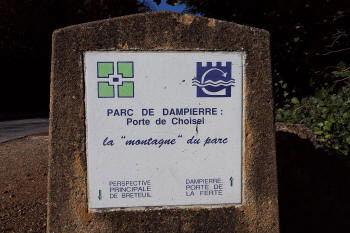 PARC DE DAMPIERRE :
Porte de Choisel
la "montagne" du parc
PERSPECTIVE
PRINCIPALE
DE BRETEUIL
DAMPIERRE:
PORTE DE
LA FERTE